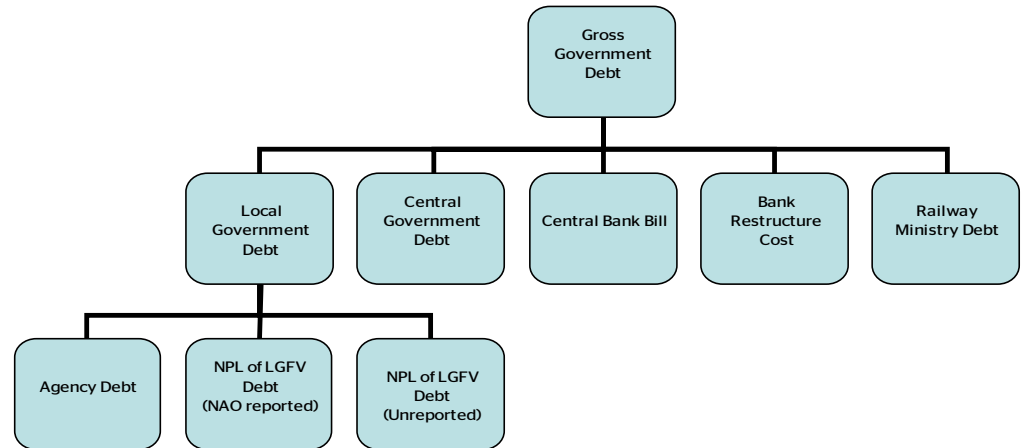 Gross
Government
Debt
Local
Government
Debt
Central
Government
Debt
Central Bank Bill
Bank
Restructure
Cost
Railway
Ministry Debt
Agency Debt
NPL of LGFV
Debt
(NAO reported)
NPL of LGFV
Debt
(Unreported)